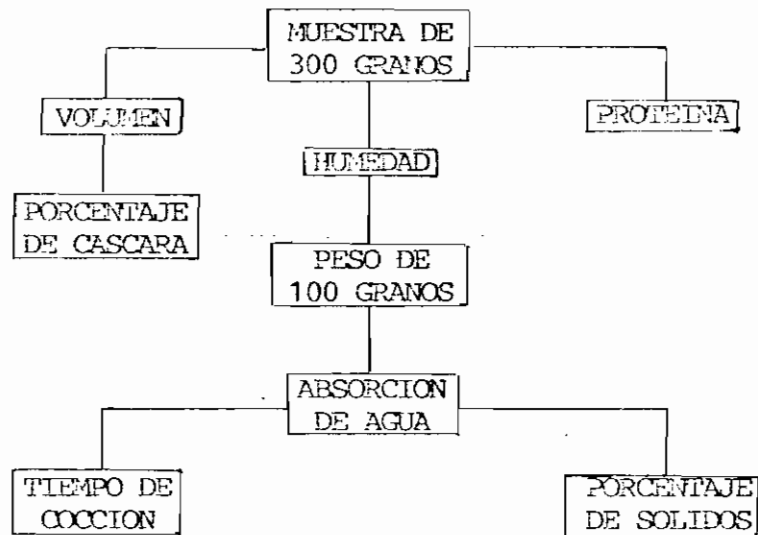 MUESTRA DE
300 GRANOS
VOLUMEN
PROTEINA
HUMEDAD
PORCENTAJE
DE CASCARA
PESO DE
100 GRANOS
ABSORCION
DE AGUA
TIEMPO DE
COCCION
PORCENTAJE
DE SOLIDOS